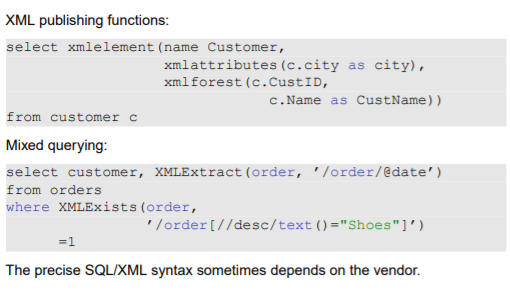 XML publishing functions:
select xmlelement(name Customer,
xmlattributes(c.city as city),
xmlforest(c.CustID,
c.Name as CustName))
from customer c
Mixed querying:
select customer, XMLExtract(order, ’/order/@date’)
from orders
where XMLExists(order,
’/order[//desc/text()="Shoes"]’)
=1
The precise SQL/XML syntax sometimes depends on the vendor.